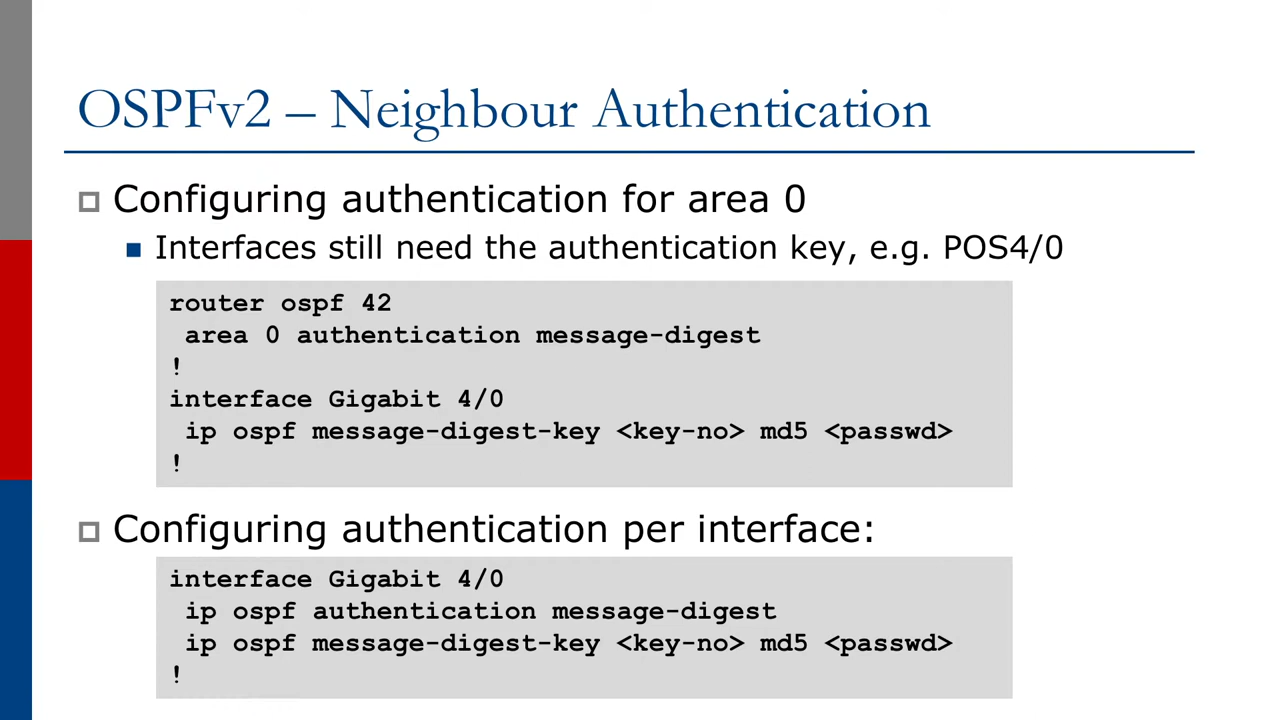 OSPFv2 – Neighbour Authentication
Configuring authentication for area 0
Interfaces still need the authentication key, e.g. POS4/0
router ospf 42
area 0 authentication message-digest
!
interface Gigabit 4/0
ip ospf message-digest-key <key-no> md5 <passwd>
!
Configuring authentication per interface:
interface Gigabit 4/0
ip ospf authentication message-digest
ip ospf message-digest-key <key-no> md5 <passwd>
!